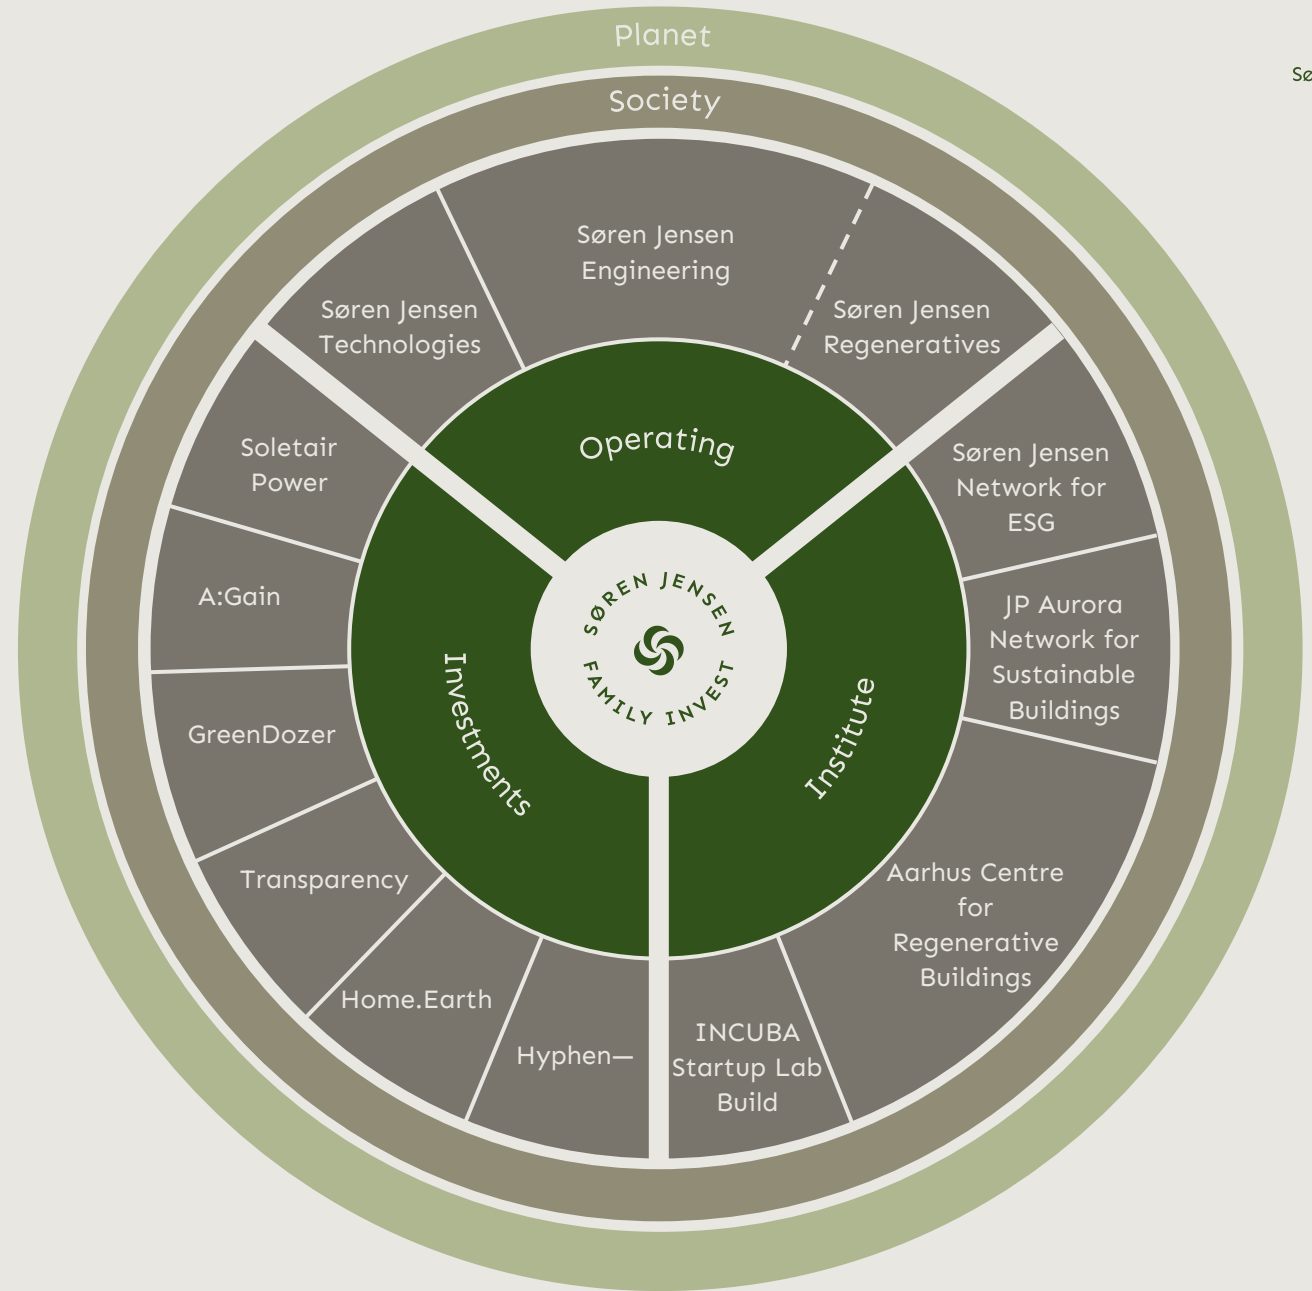 Planet
Society
Søren Jensen
Engineering
Søren Jensen
Technologies
Søren Jensen
Regeneratives
Operating
Soletair
Power
A:Gain
GreenDozer
Transparency
Home.Earth
Hyphen—
Investments
SØREN JENSEN
FAMILY INVEST
Institute
Søren Jensen
Network for
ESG
JP Aurora
Network for
Sustainable
Buildings
Aarhus Centre
for
Regenerative
Buildings
INCUBA
Startup Lab
Build